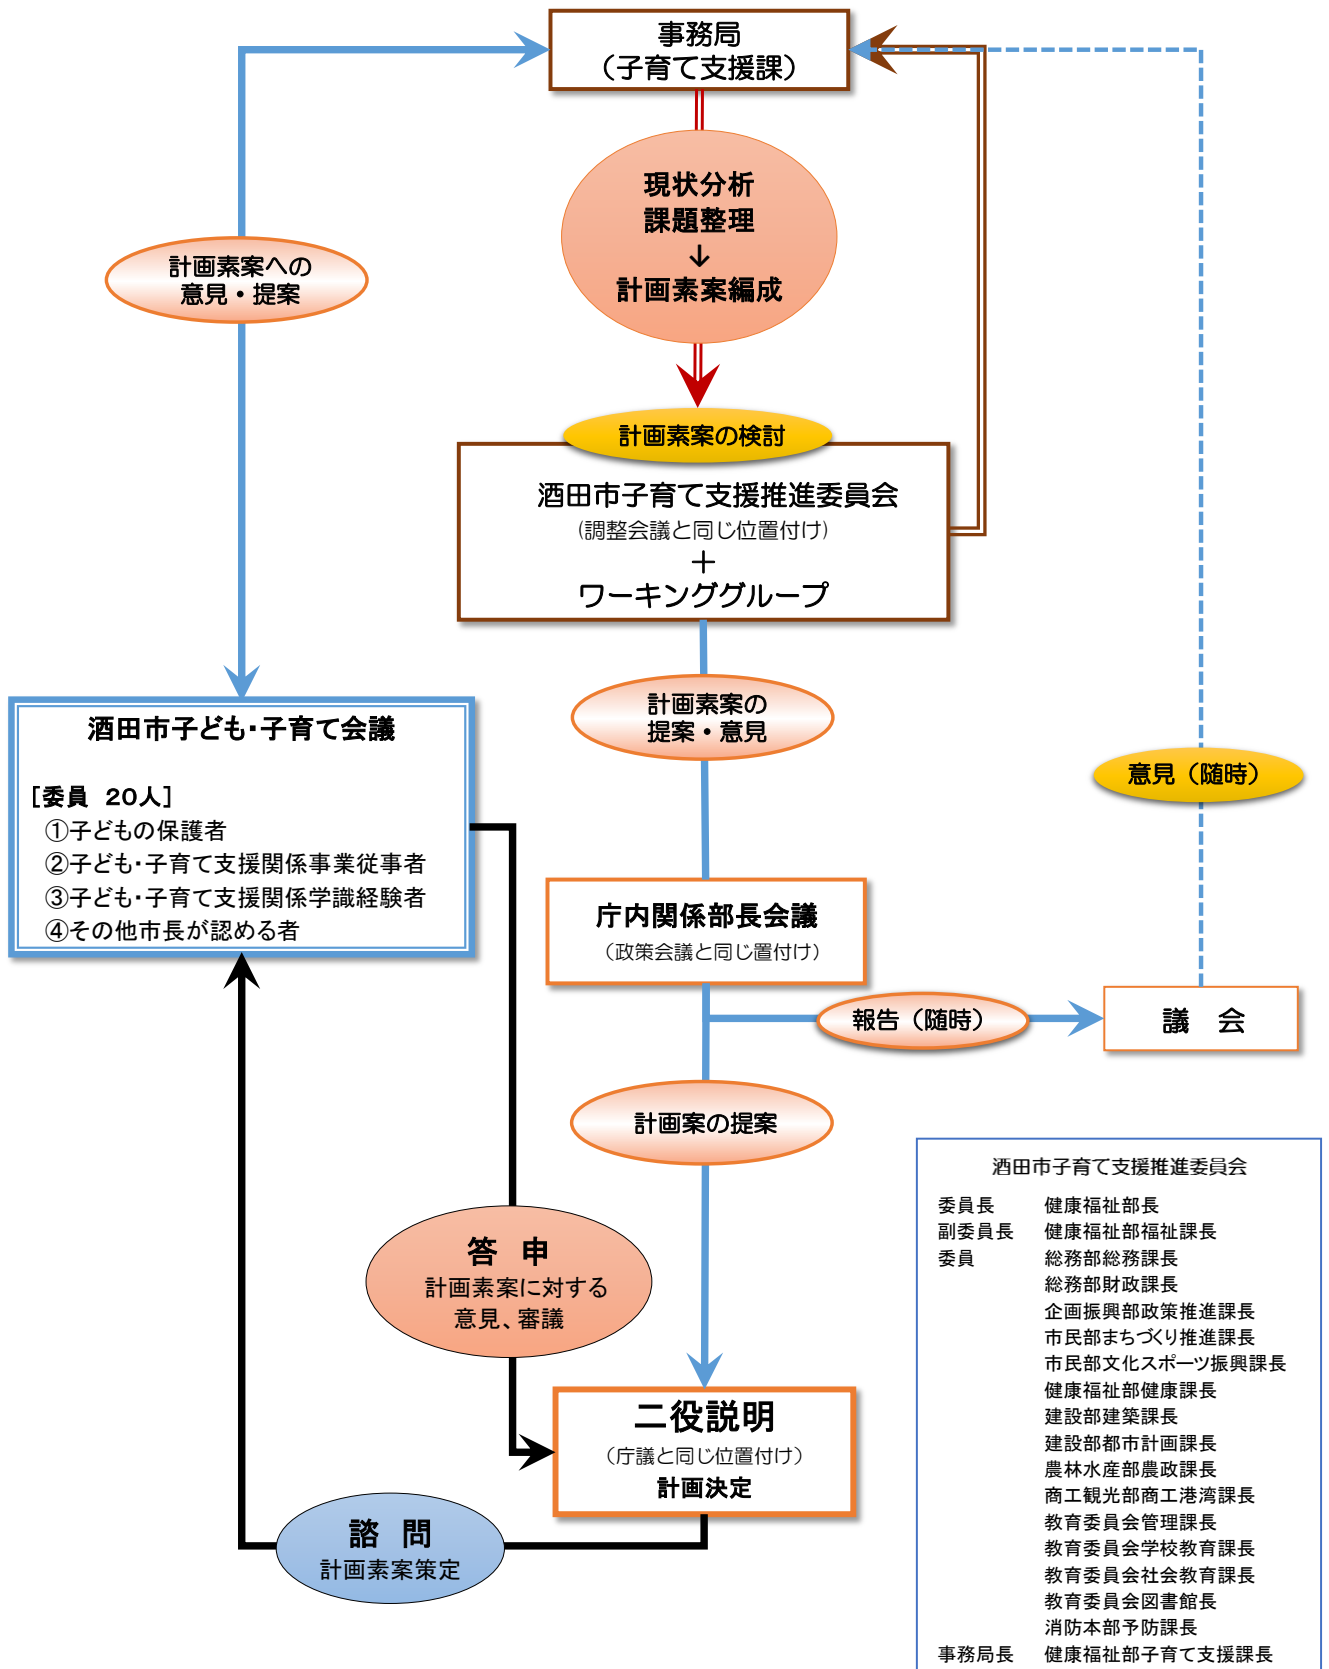 事務局
（子育て支援課）
現状分析
課題整理
↓
計画素案編成
計画素案への
意見・提案
計画素案の検討
酒田市子育て支援推進委員会
(調整会議と同じ位置付け)
＋
ワーキンググループ
計画素案の
提案・意見
酒田市子ども・子育て会議
［委員　20人］
①子どもの保護者
②子ども・子育て支援関係事業従事者
③子ども・子育て支援関係学識経験者
④その他市長が認める者
意見（随時）
庁内関係部長会議
（政策会議と同じ置付け）
報告（随時）
議　会
計画案の提案
答　申
計画素案に対する
意見、審議
二役説明
（庁議と同じ位置付け）
計画決定
諮　問
計画素案策定
酒田市子育て支援推進委員会
委員長　健康福祉部長
副委員長　健康福祉部福祉課長
委員　総務部総務課長
総務部財政課長
企画振興部政策推進課長
市民部まちづくり推進課長
市民部文化スポーツ振興課長
健康福祉部健康課長
建設部建築課長
建設部都市計画課長
農林水産部農政課長
商工観光部商工港湾課長
教育委員会管理課長
教育委員会学校教育課長
教育委員会社会教育課長
教育委員会図書館長
消防本部予防課長
事務局長　健康福祉部子育て支援課長